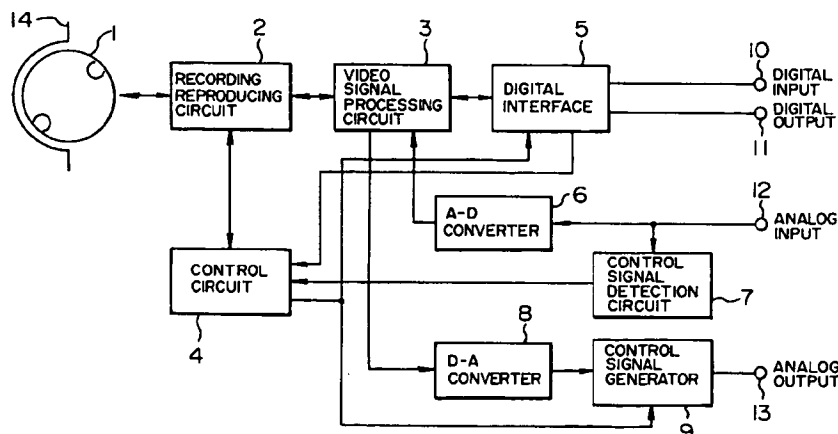 14
1
2
3
5
10
RECORDING
REPRODUCING
CIRCUIT
VIDEO
SIGNAL
PROCESSING
CIRCUIT
DIGITAL
INTERFACE
DIGITAL
INPUT
DIGITAL
OUTPUT
11
6
12
A-D
CONVERTER
ANALOG
INPUT
CONTROL
CIRCUIT
4
CONTROL
SIGNAL
DETECTION
CIRCUIT
7
8
D-A
CONVERTER
CONTROL
SIGNAL
GENERATOR
9
ANALOG
OUTPUT
13